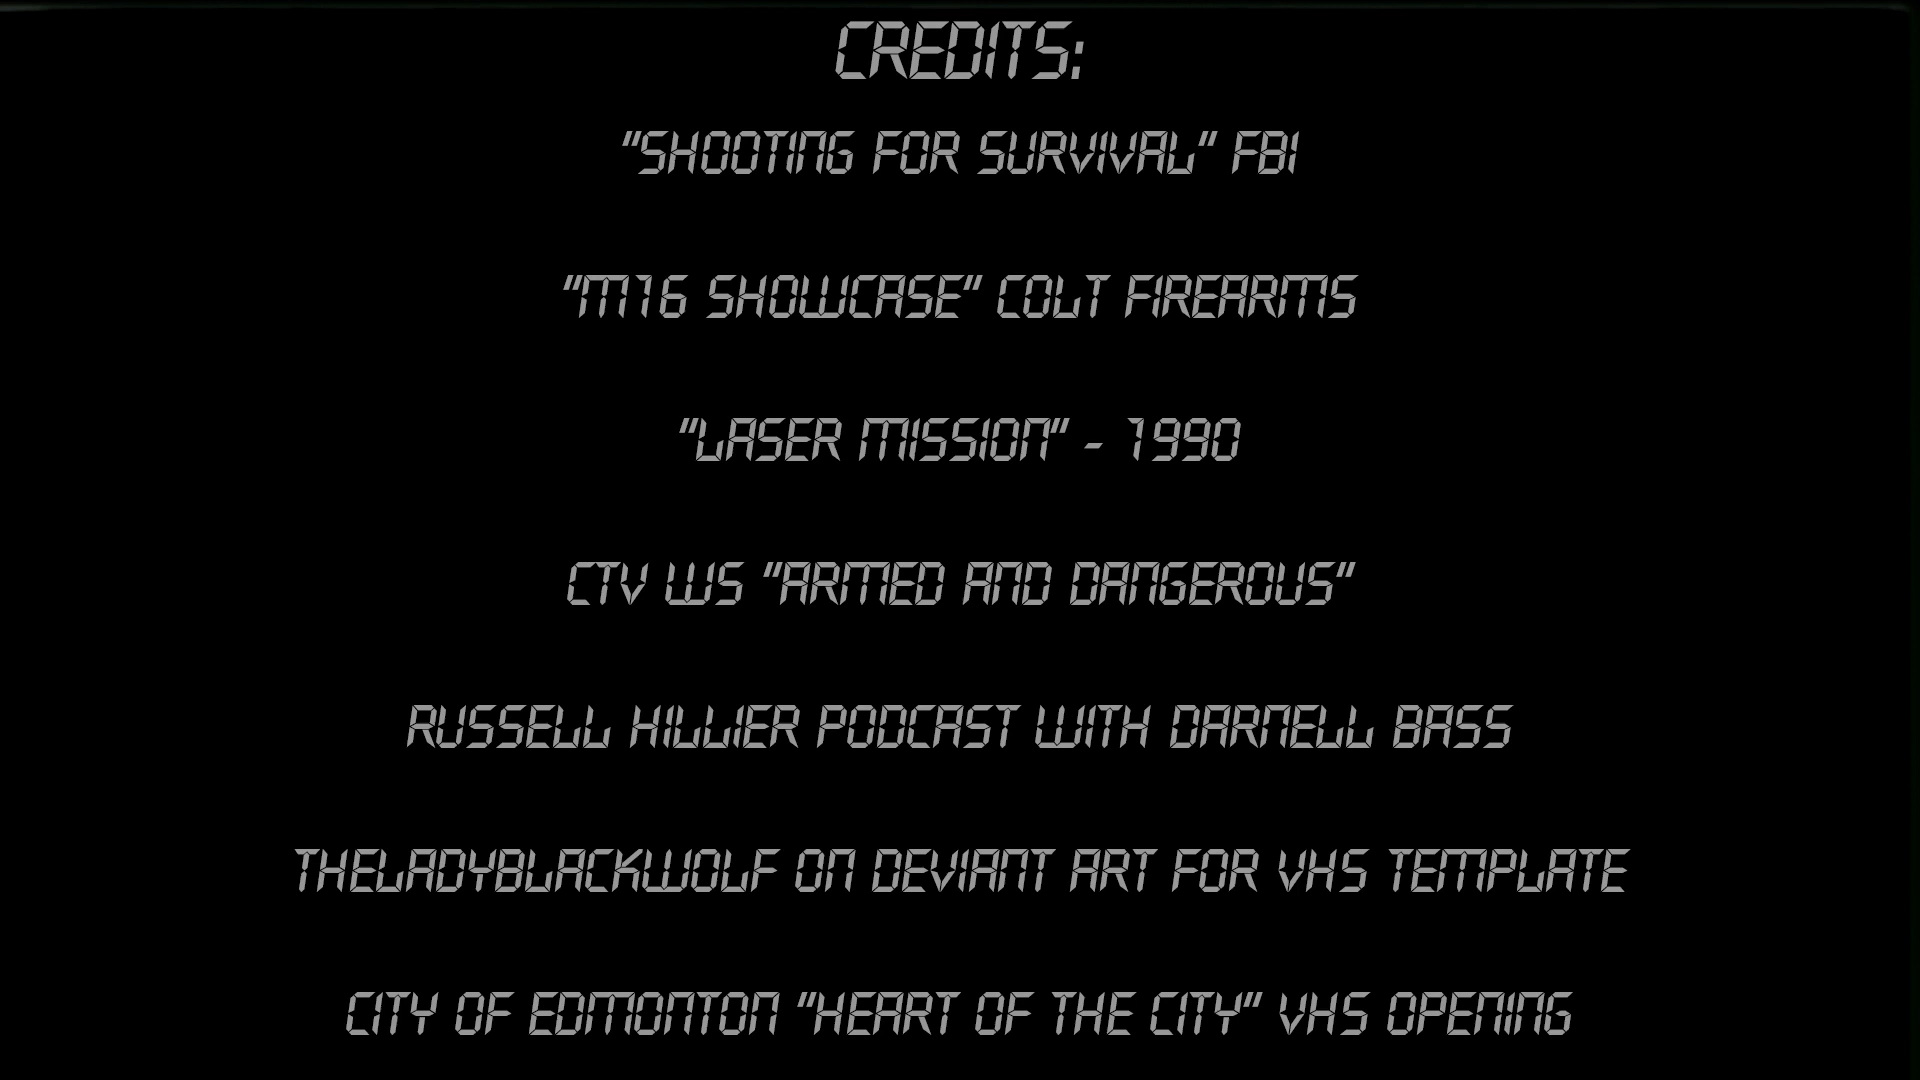 CREDITS:
"SHOOTING FOR SURVIVAL" FBI
"M16 SHOWCASE" COLT FIREARMS
"LASER MISSION" - 1990
CTV W5 "ARMED AND DANGEROUS"
RUSSELL HILLIER PODCAST WITH DARNELL BASS
THELADYBLACKWOLF ON DEVIANT ART FOR VHS TEMPLATE
CITY OF EDMONTON "HEART OF THE CITY" VHS OPENING